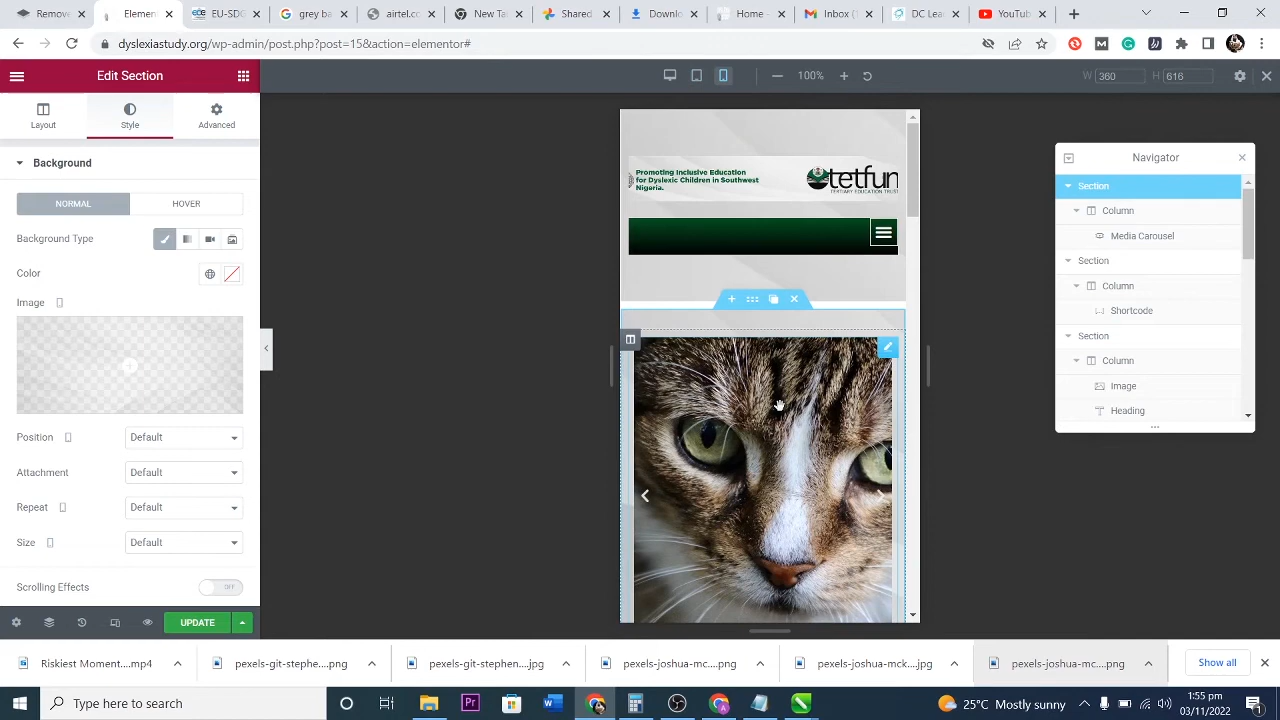 EU-SD
grey ba
airtel.c
New Ta
Shared
Downlo
Home
Inbox (
DC Lea
YouTub
dyslexiastudy.org/wp-admin/post.php?post=15&action=elementor#
Edit Section
100%
W 360 H 616
Layout
Style
Advanced
Background
NORMAL
HOVER
Background Type
Color
Image
Position
Default
Attachment
Default
Repeat
Default
Size
Default
Scrolling Effects
OFF
UPDATE
Promoting Inclusive Education
for Dyslexic Children in Southwest
Nigeria.
tetfun
TERTIARY EDUCATION TRUST
Navigator
Section
Column
Media Carousel
Section
Column
Shortcode
Section
Column
Image
Heading
Riskiest Moment....mp4
pexels-git-stephe....png
pexels-git-stephen....jpg
pexels-joshua-mc....png
pexels-joshua-mck....jpg
pexels-joshua-mc....png
Show all
Type here to search
25°C Mostly sunny
1:55 pm
03/11/2022